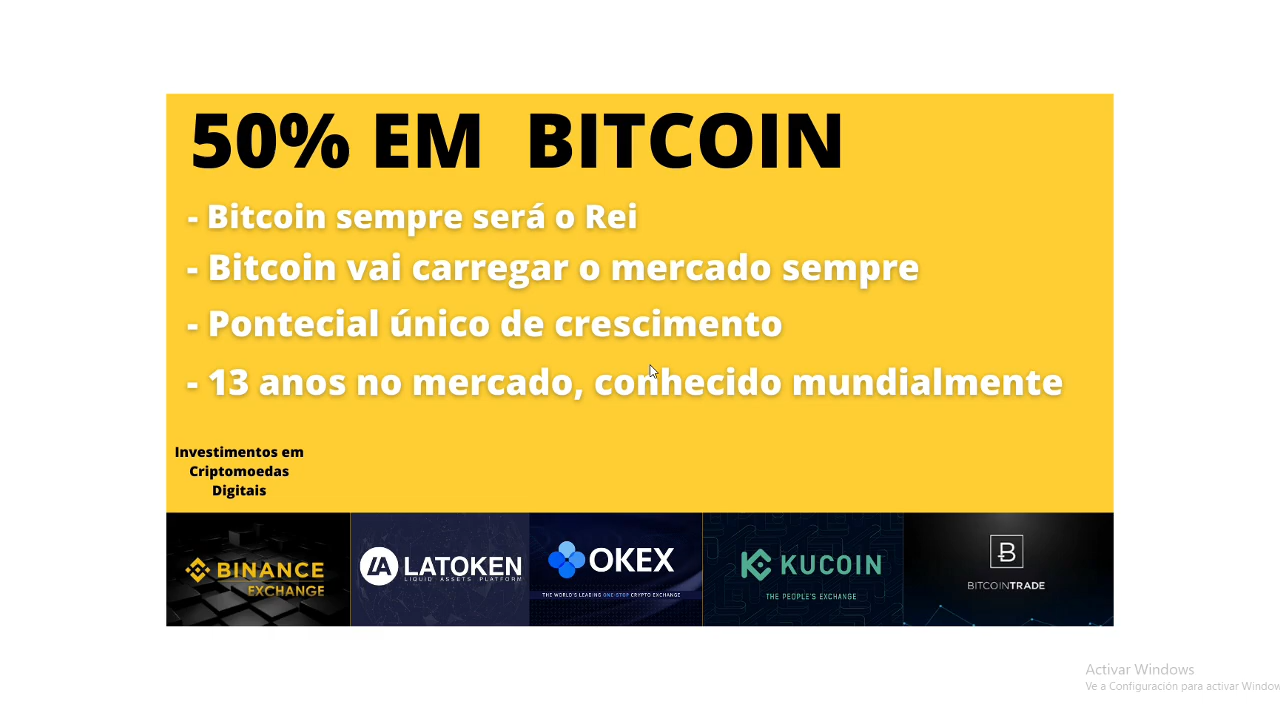 50% EM BITCOIN
- Bitcoin sempre será o Rei
- Bitcoin vai carregar o mercado sempre
- Pontecial único de crescimento
- 13 anos no mercado, conhecido mundialmente
Investimentos em
Criptomoedas
Digitais
BINANCE
EXCHANGE
LATOKEN
LIQUID ASSETS PLATFORM
OKEX
THE WORLD'S LEADING ONE-STOP CRYPTO EXCHANGE
KUCOIN
THE PEOPLE'S EXCHANGE
BITCOINTRADE
Activar Windows
Ve a Configuración para activar Window